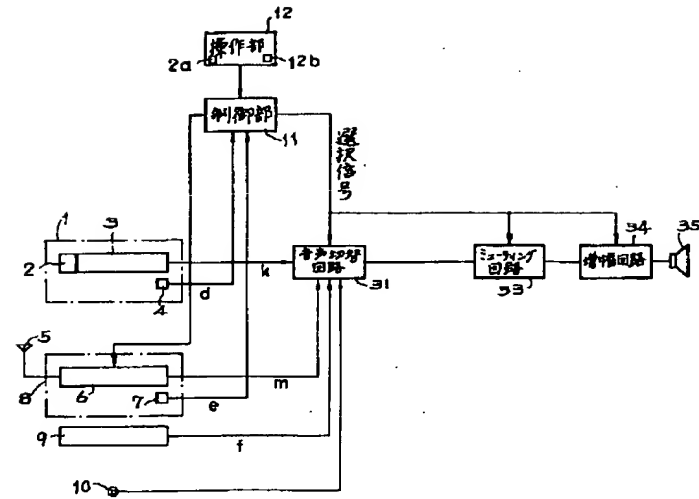 12
操作部
2a
12b
制御部
11
選択信号
1
3
2
4
d
k
音声切替
回路
31
ミューティング
回路
33
34
増幅回路
35
5
8
6
m
7
e
9
f
10